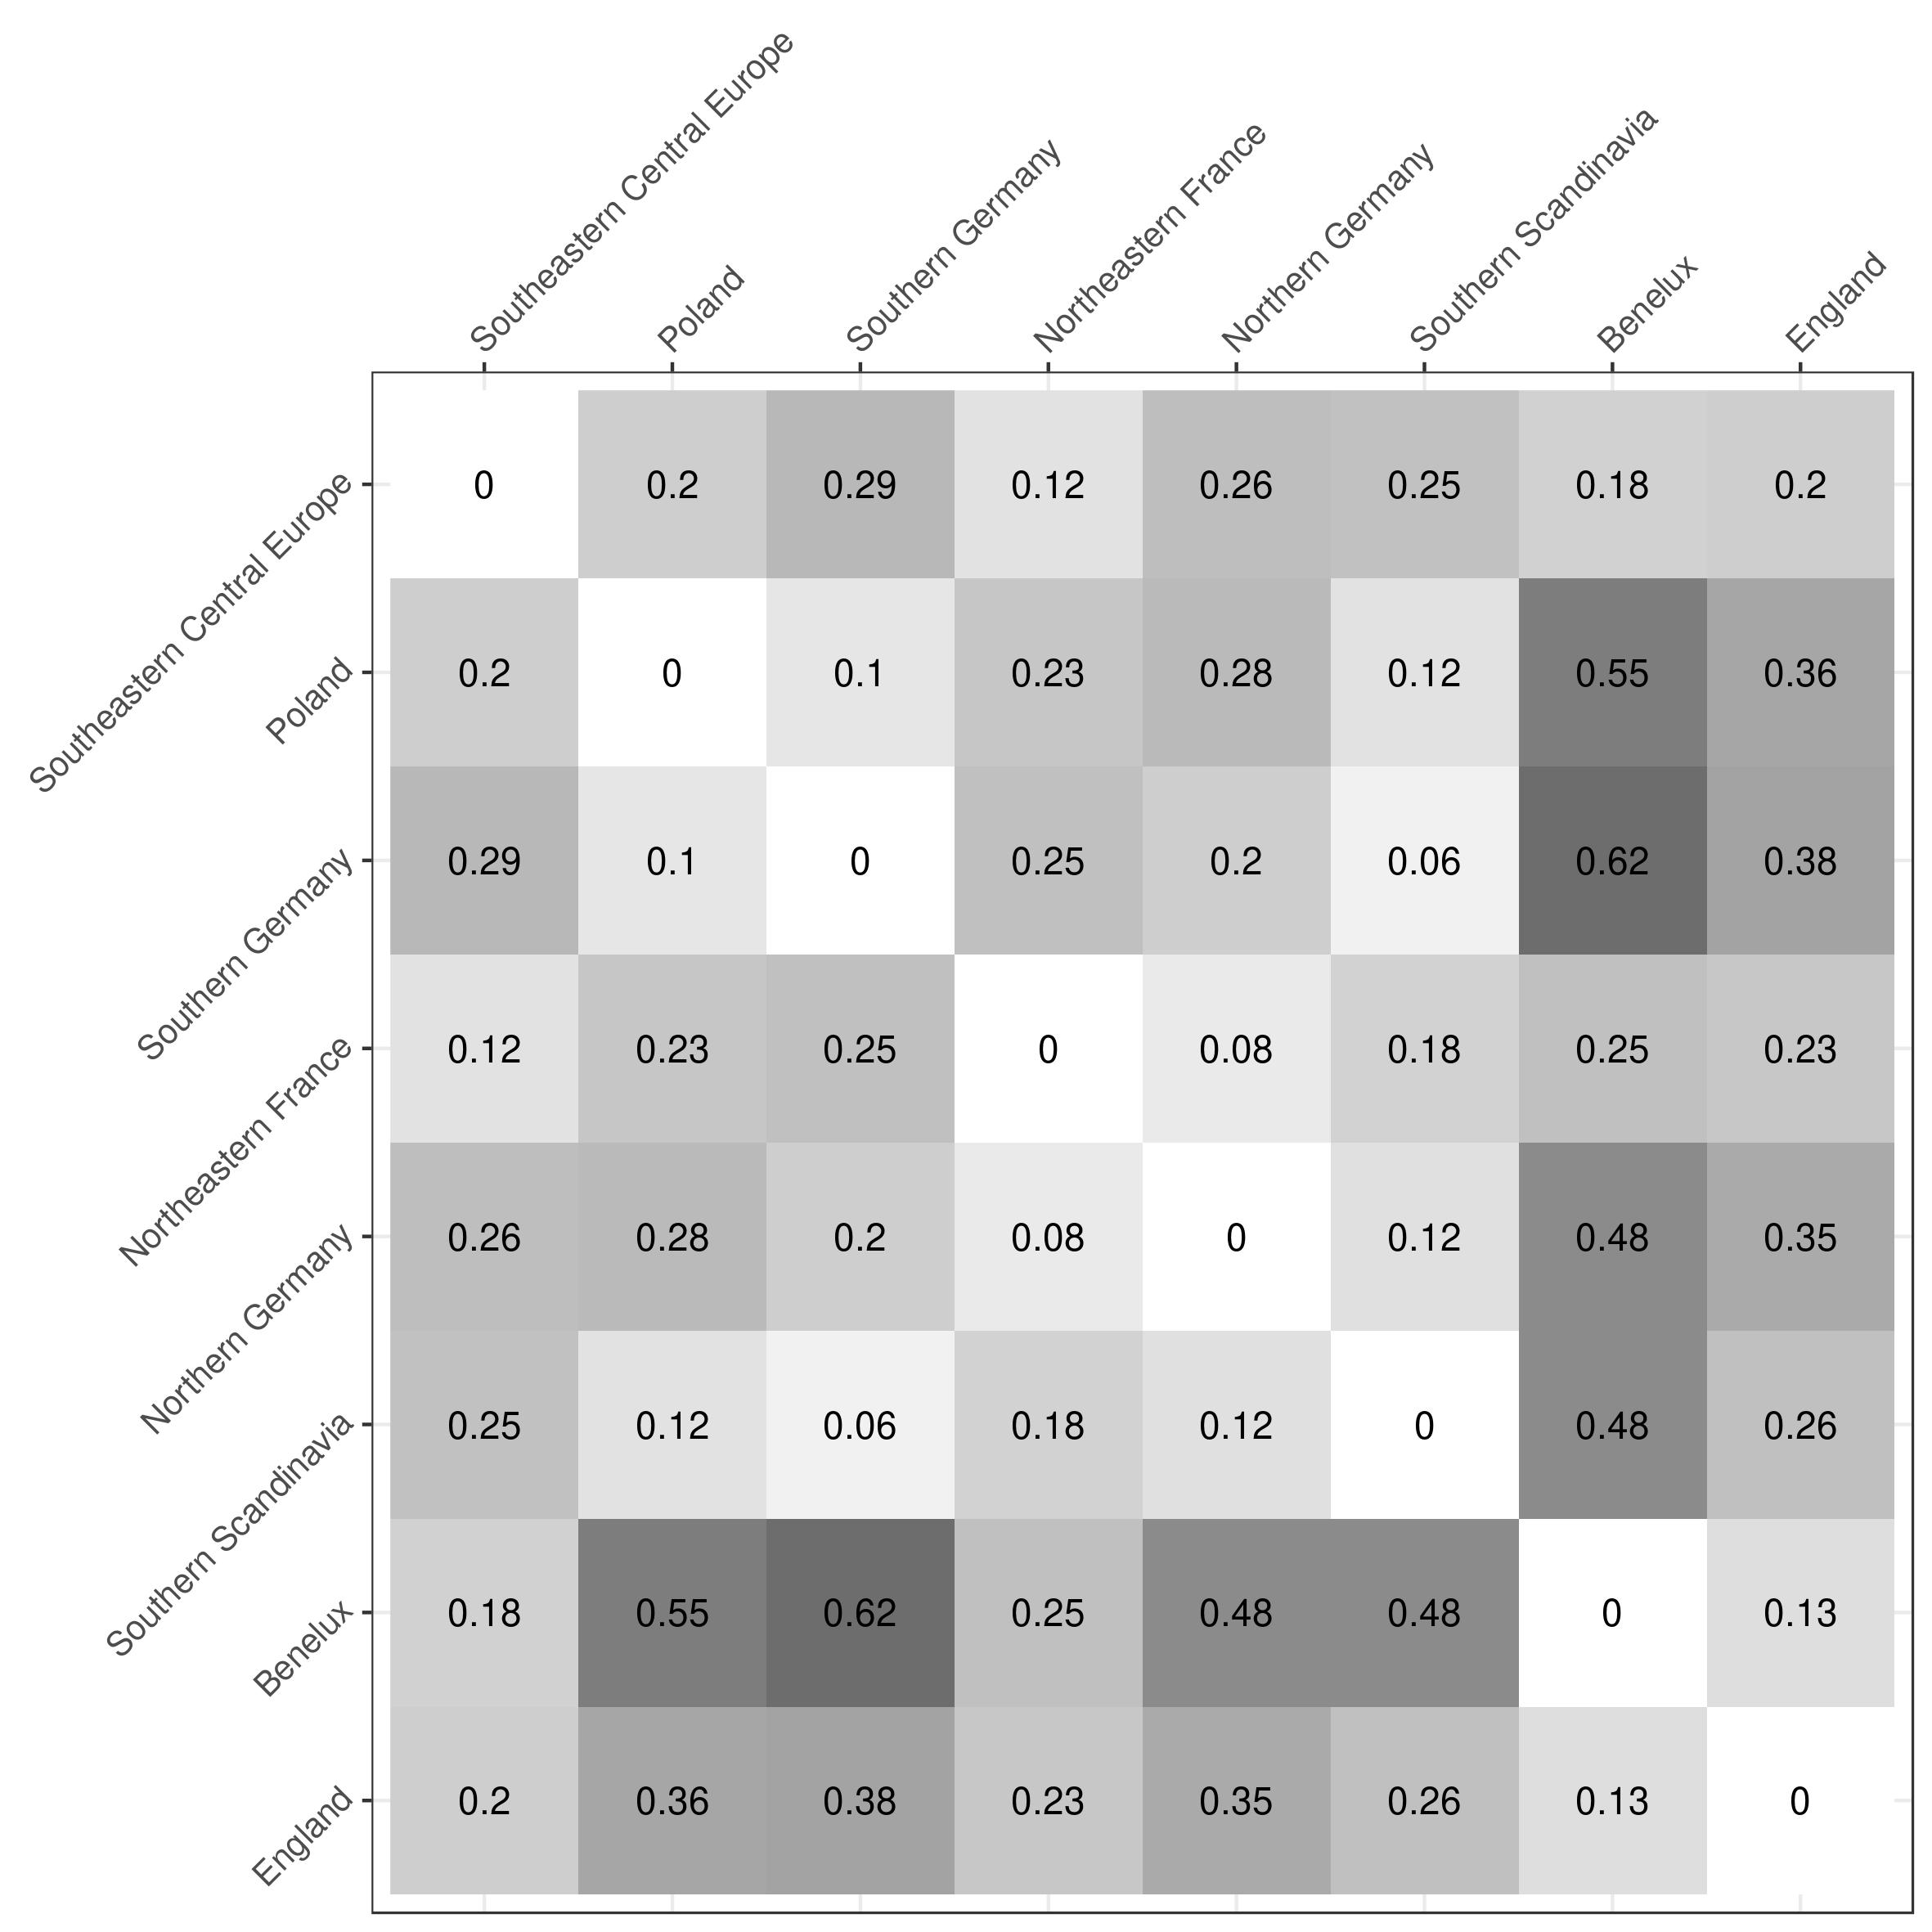 Southeastern Central Europe
Poland
Southern Germany
Northeastern France
Northern Germany
Southern Scandinavia
Benelux
England
Southeastern Central Europe
0 0.2 0.29 0.12 0.26 0.25 0.18 0.2
Poland
0.2 0 0.1 0.23 0.28 0.12 0.55 0.36
Southern Germany
0.29 0.1 0 0.25 0.2 0.06 0.62 0.38
Northeastern France
0.12 0.23 0.25 0 0.08 0.18 0.25 0.23
Northern Germany
0.26 0.28 0.2 0.08 0 0.12 0.48 0.35
Southern Scandinavia
0.25 0.12 0.06 0.18 0.12 0 0.48 0.26
Benelux
0.18 0.55 0.62 0.25 0.48 0.48 0 0.13
England
0.2 0.36 0.38 0.23 0.35 0.26 0.13 0